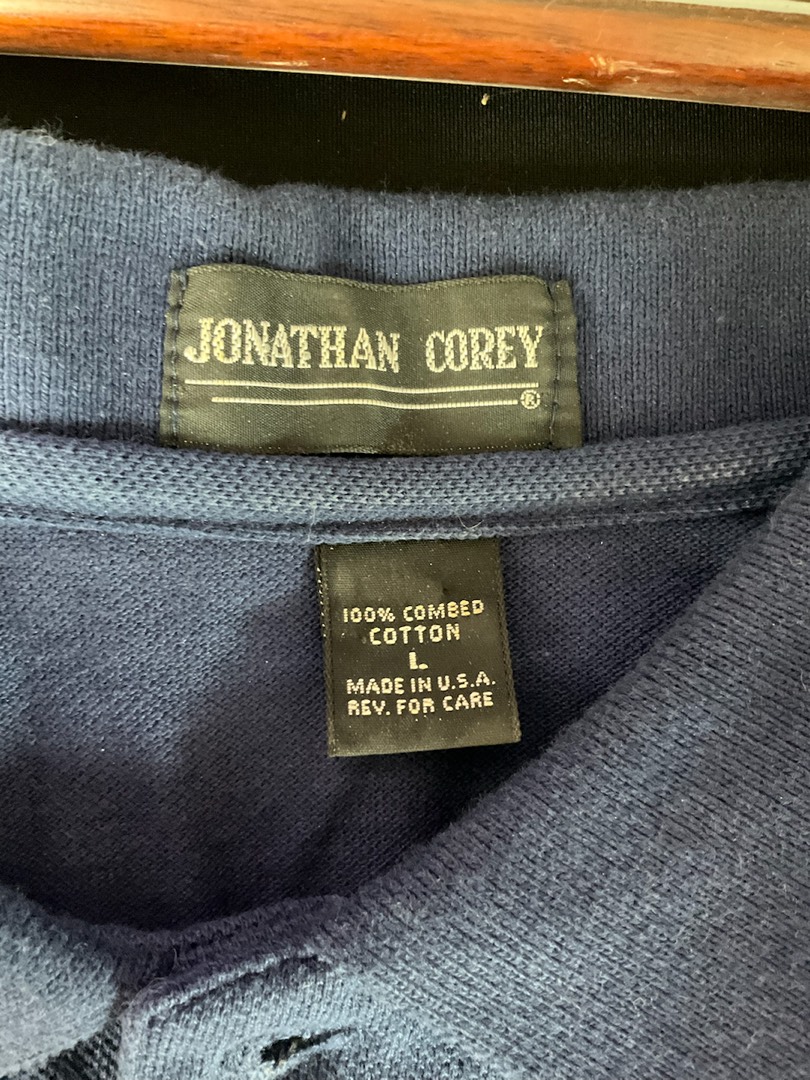 JONATHAN COREY
®
100% COMBED
COTTON
L
MADE IN U.S.A.
REV. FOR CARE